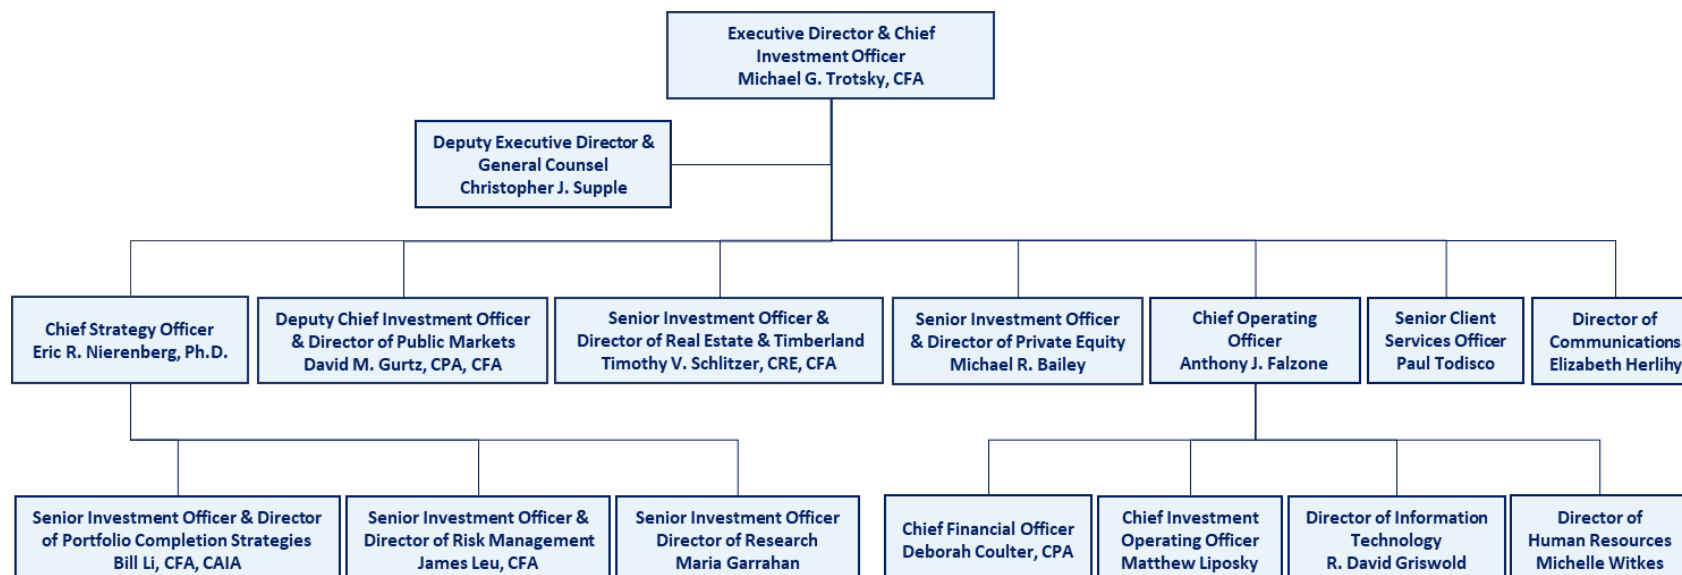 Executive Director & Chief
Investment Officer
Michael G. Trotsky, CFA
Deputy Executive Director &
General Counsel
Christopher J. Supple
Chief Strategy Officer
Eric R. Nierenberg, Ph.D.
Deputy Chief Investment Officer
& Director of Public Markets
David M. Gurtz, CPA, CFA
Senior Investment Officer &
Director of Real Estate & Timberland
Timothy V. Schlitzer, CRE, CFA
Senior Investment Officer
& Director of Private Equity
Michael R. Bailey
Chief Operating
Officer
Anthony J. Falzone
Senior Client
Services Officer
Paul Todisco
Director of
Communications
Elizabeth Herlihy
Senior Investment Officer & Director
of Portfolio Completion Strategies
Bill Li, CFA, CAIA
Senior Investment Officer &
Director of Risk Management
James Leu, CFA
Senior Investment Officer
Director of Research
Maria Garrahan
Chief Financial Officer
Deborah Coulter, CPA
Chief Investment
Operating Officer
Matthew Liposky
Director of Information
Technology
R. David Griswold
Director of
Human Resources
Michelle Witkes